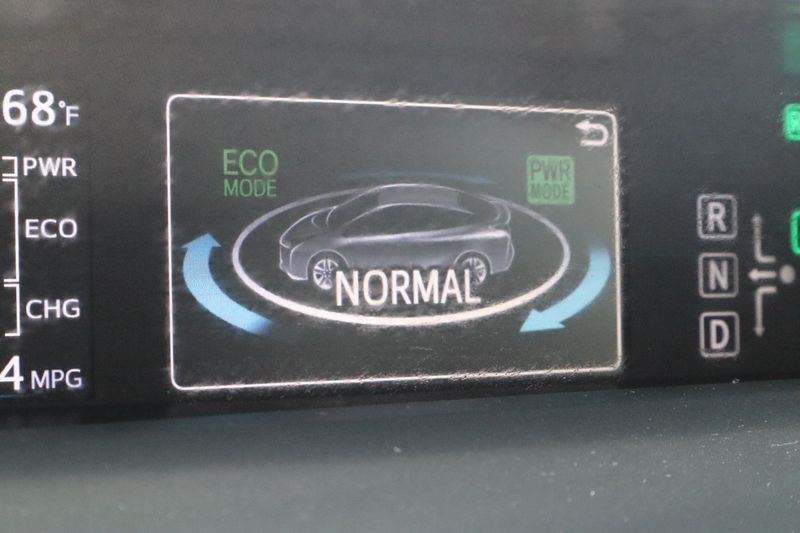 68°F
PWR
ECO
CHG
4 MPG
ECO
MODE
PWR
MODE
NORMAL
R
N
D